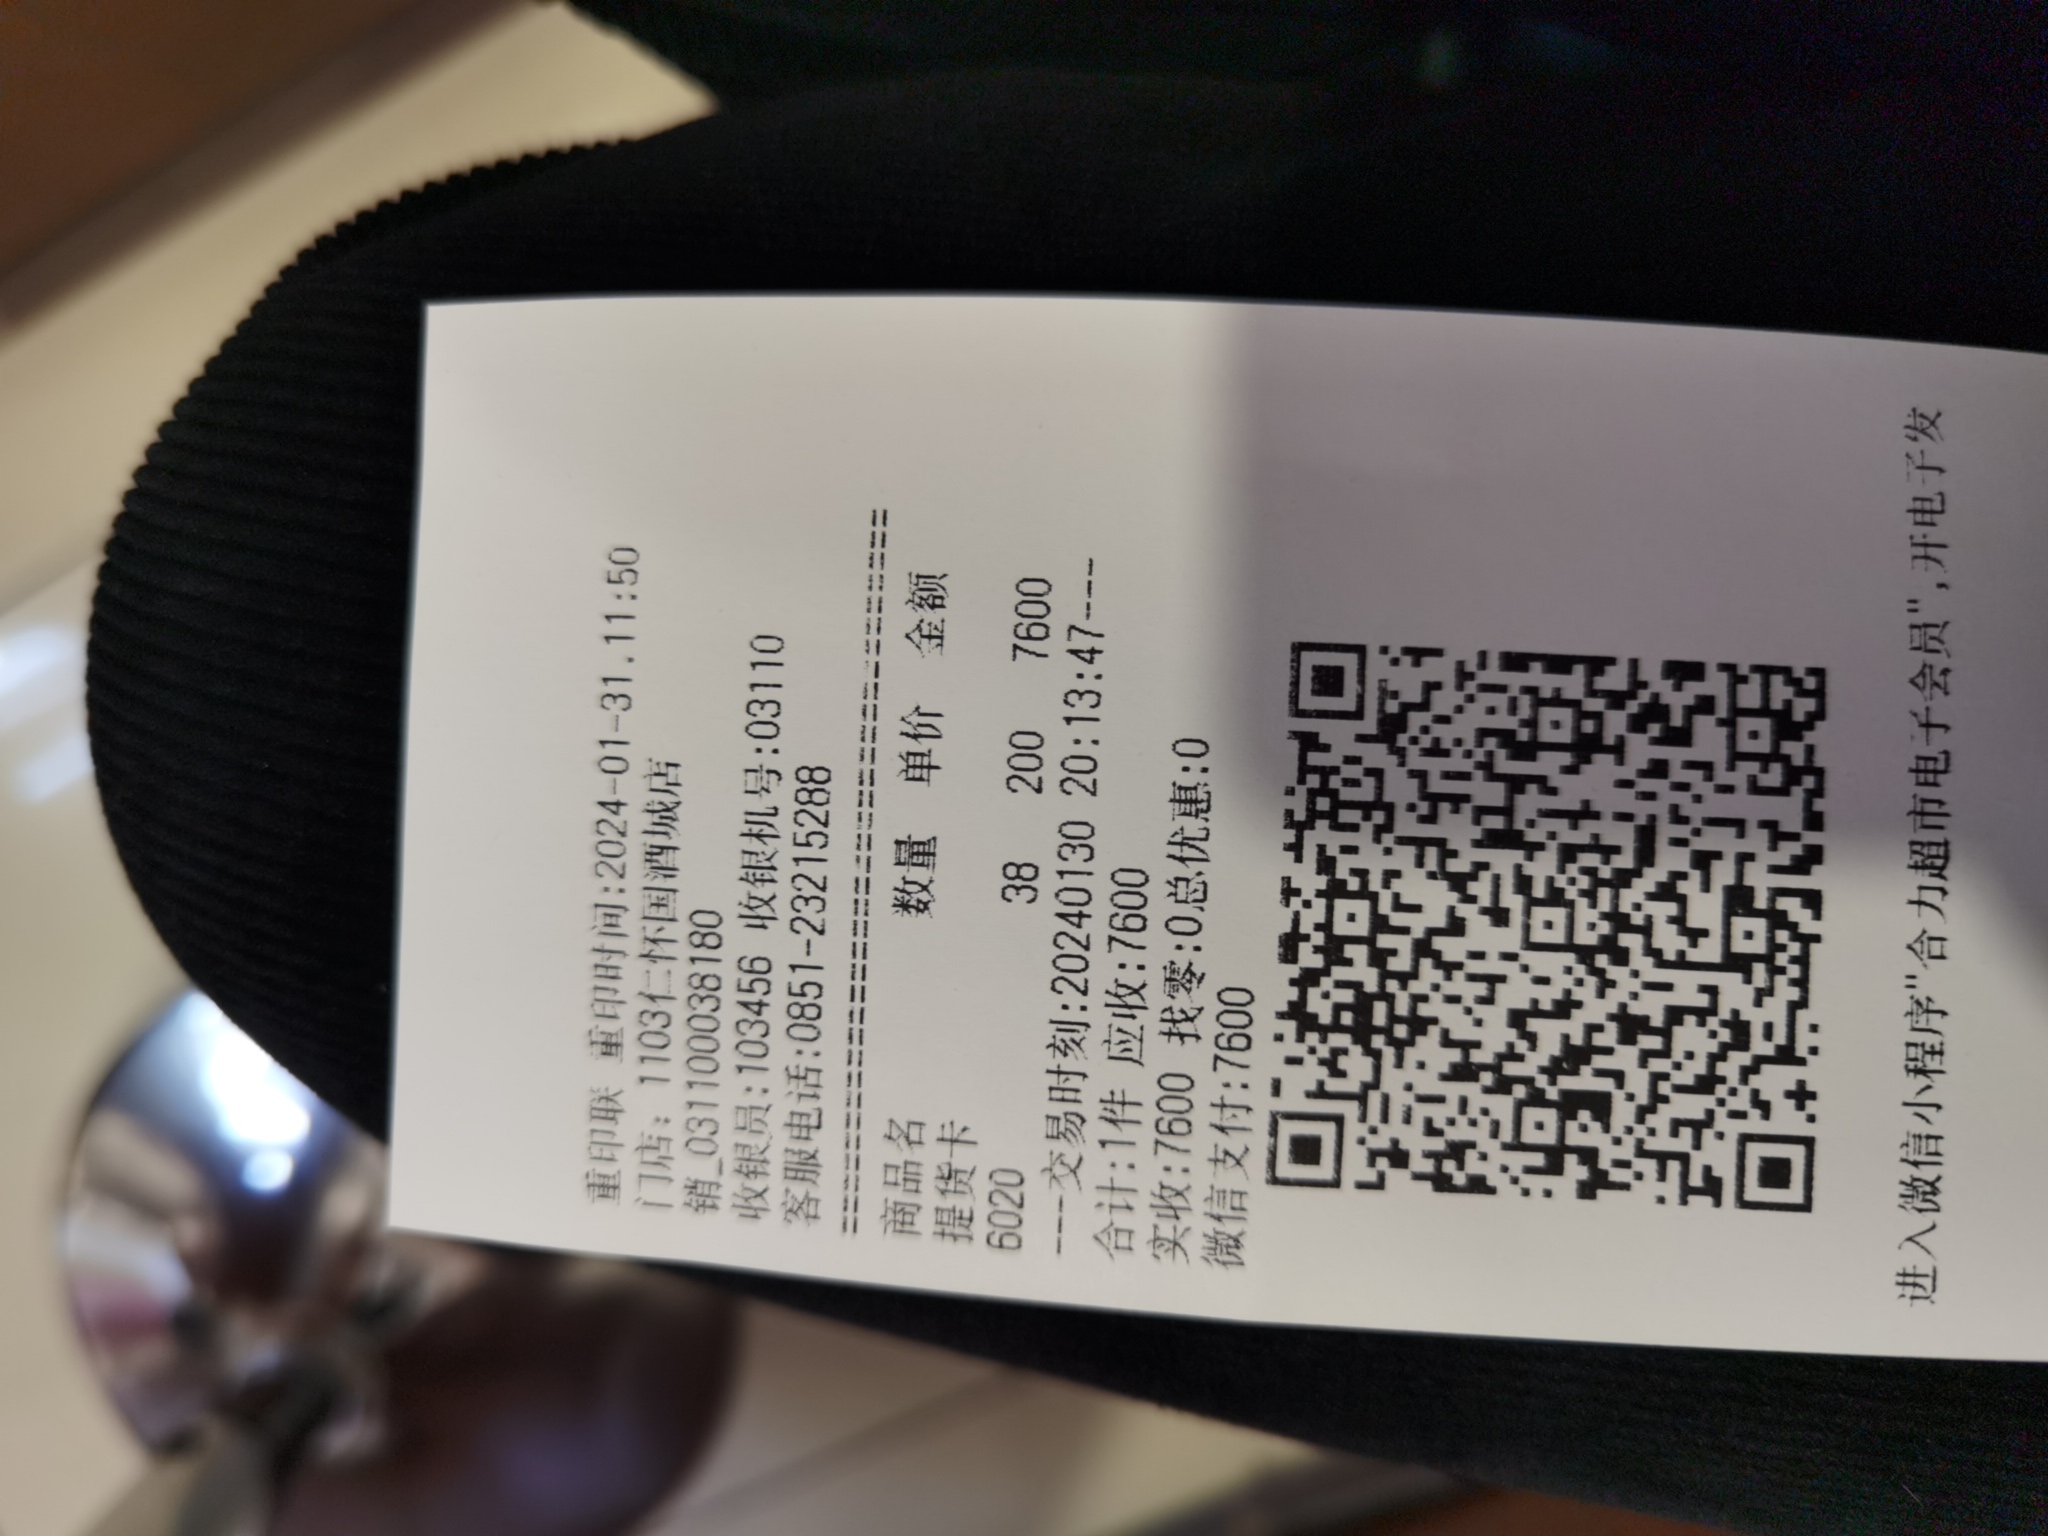 重印联 重印时间:2024-01-31.11:50
门店: 1103仁怀国酒城店
销_0311000038180
收银员:103456 收银机号:03110
客服电话:0851-23215288
==========================================
商品名 数量 单价 金额
提货卡
6020 38 200 7600
---交易时刻:20240130 20:13:47---
合计:1件 应收:7600
实收:7600 找零:0总优惠:0
微信支付:7600
进入微信小程序"合力超市电子会员",开电子发